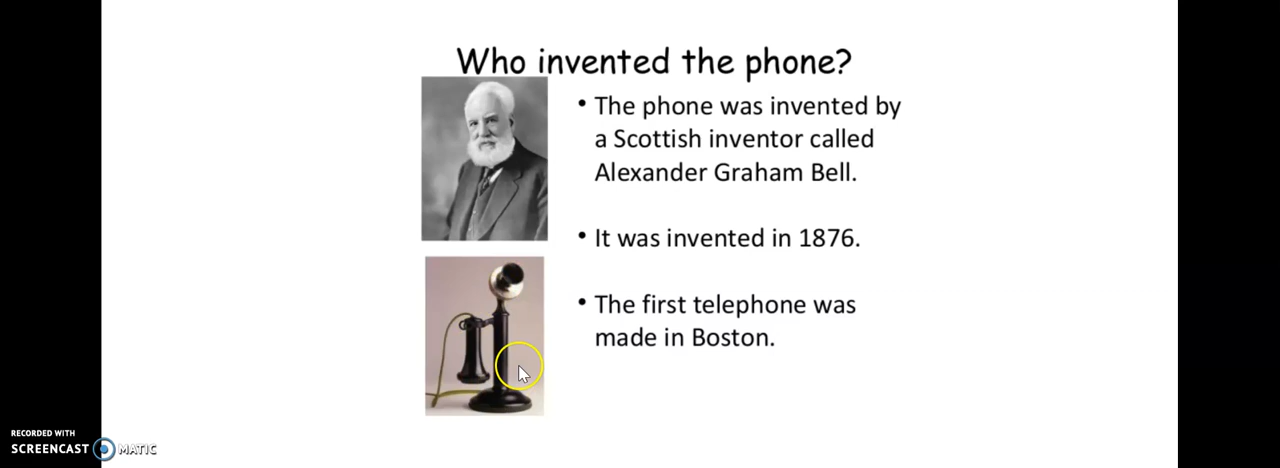 Who invented the phone?
• The phone was invented by
a Scottish inventor called
Alexander Graham Bell.
• It was invented in 1876.
• The first telephone was
made in Boston.
RECORDED WITH
SCREENCAST MATIC